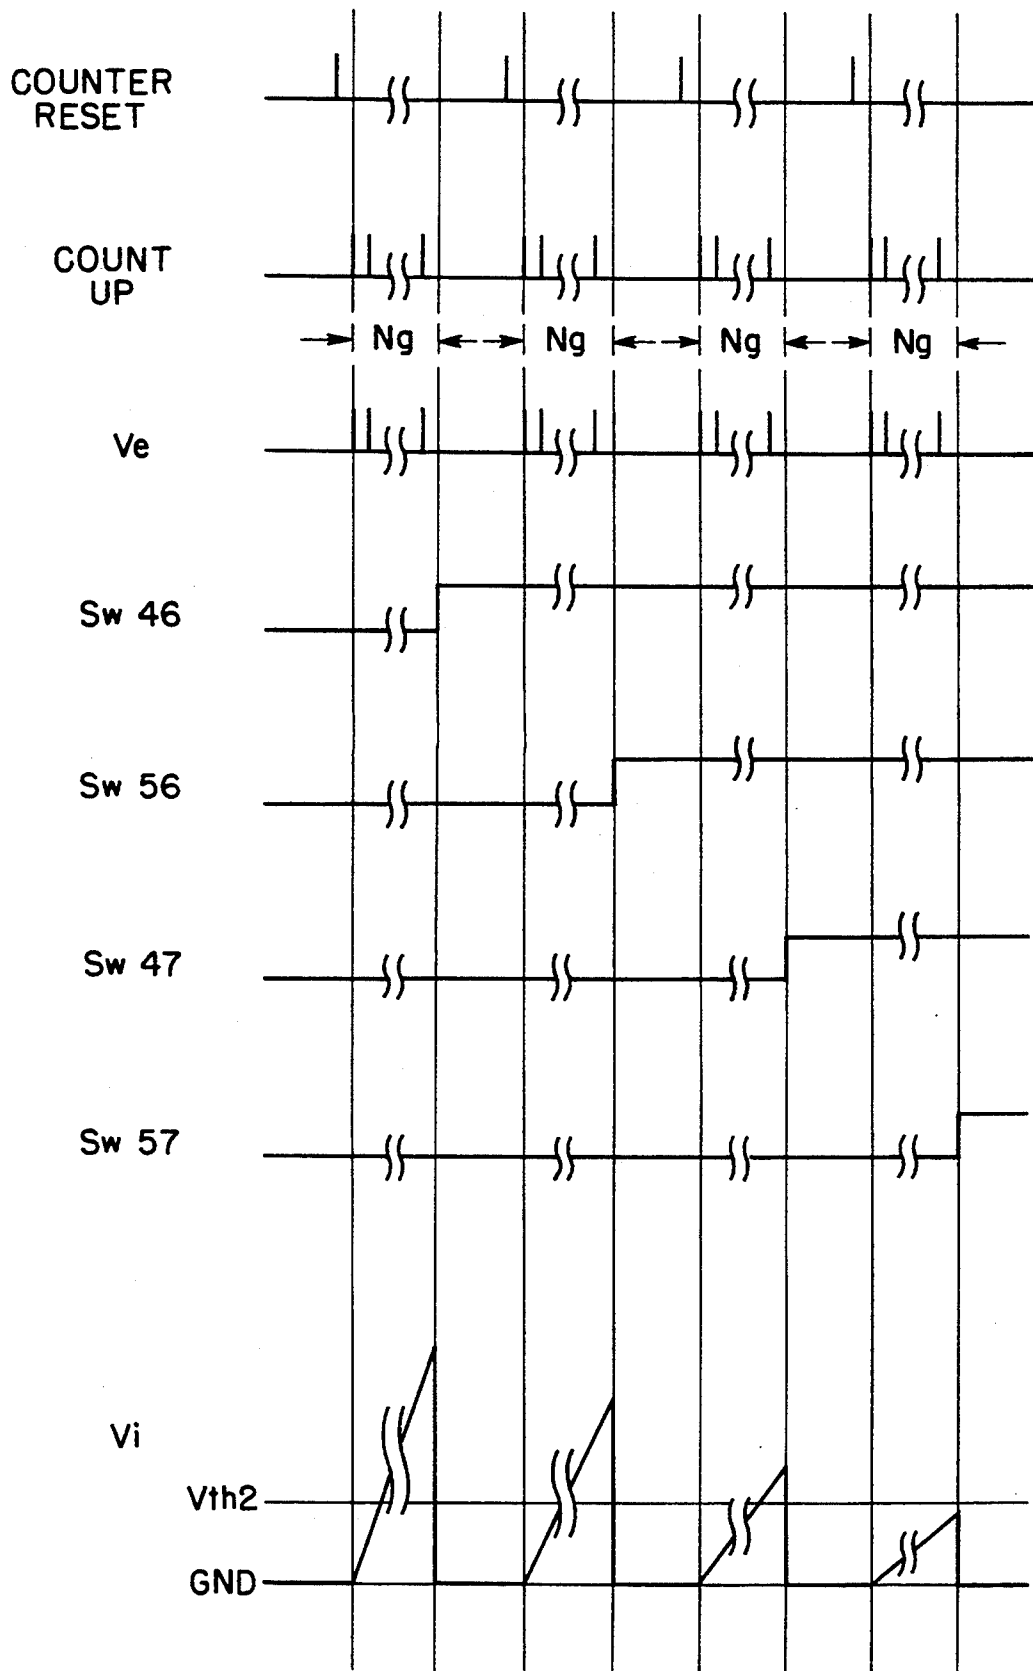 COUNTER
RESET
COUNT
UP
Ng Ng Ng Ng
Ve
Sw 46
Sw 56
Sw 47
Sw 57
Vi
Vth2
GND